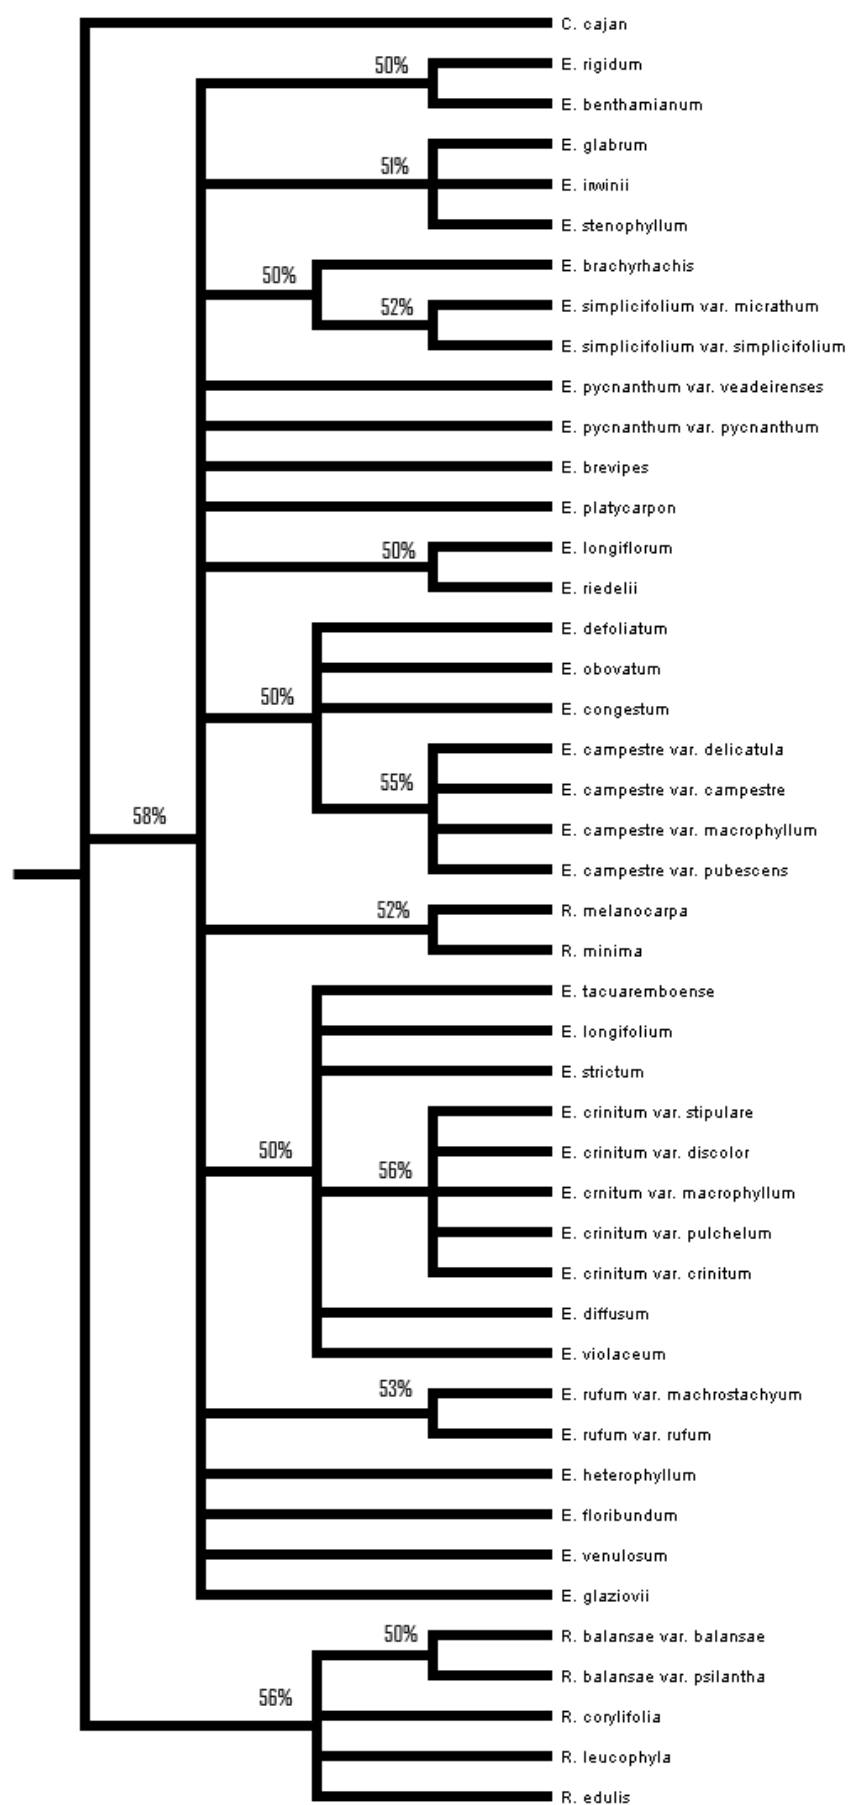 C. cajan
50%
E. rigidum
E. benthamianum
E. glabrum
51%
E. irwinii
E. stenophyllum
E. brachyrhachis
50%
52%
E. simplicifolium var. micrathum
E. simplicifolium var. simplicifolium
E. pycnanthum var. veadeirenses
E. pycnanthum var. pycnanthum
E. brevipes
E. platycarpon
50%
E. longiflorum
E. riedelii
E. defoliatum
E. obovatum
50%
E. congestum
E. campestre var. delicatula
55%
E. campestre var. campestre
58%
E. campestre var. macrophyllum
E. campestre var. pubescens
52%
R. melanocarpa
R. minima
E. tacuaremboense
E. longifolium
E. strictum
E. crinitum var. stipulare
50%
E. crinitum var. discolor
56%
E. crnitum var. macrophyllum
E. crinitum var. pulchelum
E. crinitum var. crinitum
E. diffusum
E. violaceum
53%
E. rufum var. machrostachyum
E. rufum var. rufum
E. heterophyllum
E. floribundum
E. venulosum
E. glaziovii
50%
R. balansae var. balansae
R. balansae var. psilantha
56%
R. corylifolia
R. leucophyla
R. edulis